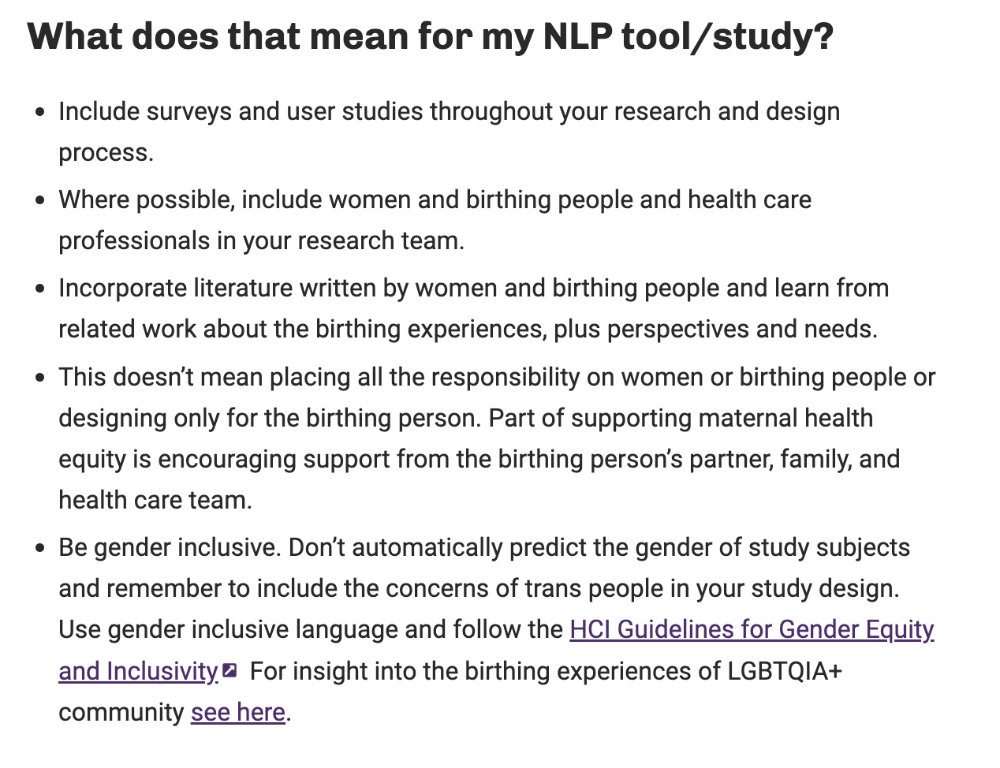 What does that mean for my NLP tool/study?
• Include surveys and user studies throughout your research and design
process.
• Where possible, include women and birthing people and health care
professionals in your research team.
• Incorporate literature written by women and birthing people and learn from
related work about the birthing experiences, plus perspectives and needs.
• This doesn’t mean placing all the responsibility on women or birthing people or
designing only for the birthing person. Part of supporting maternal health
equity is encouraging support from the birthing person’s partner, family, and
health care team.
• Be gender inclusive. Don’t automatically predict the gender of study subjects
and remember to include the concerns of trans people in your study design.
Use gender inclusive language and follow the HCI Guidelines for Gender Equity
and Inclusivity For insight into the birthing experiences of LGBTQIA+
community see here.